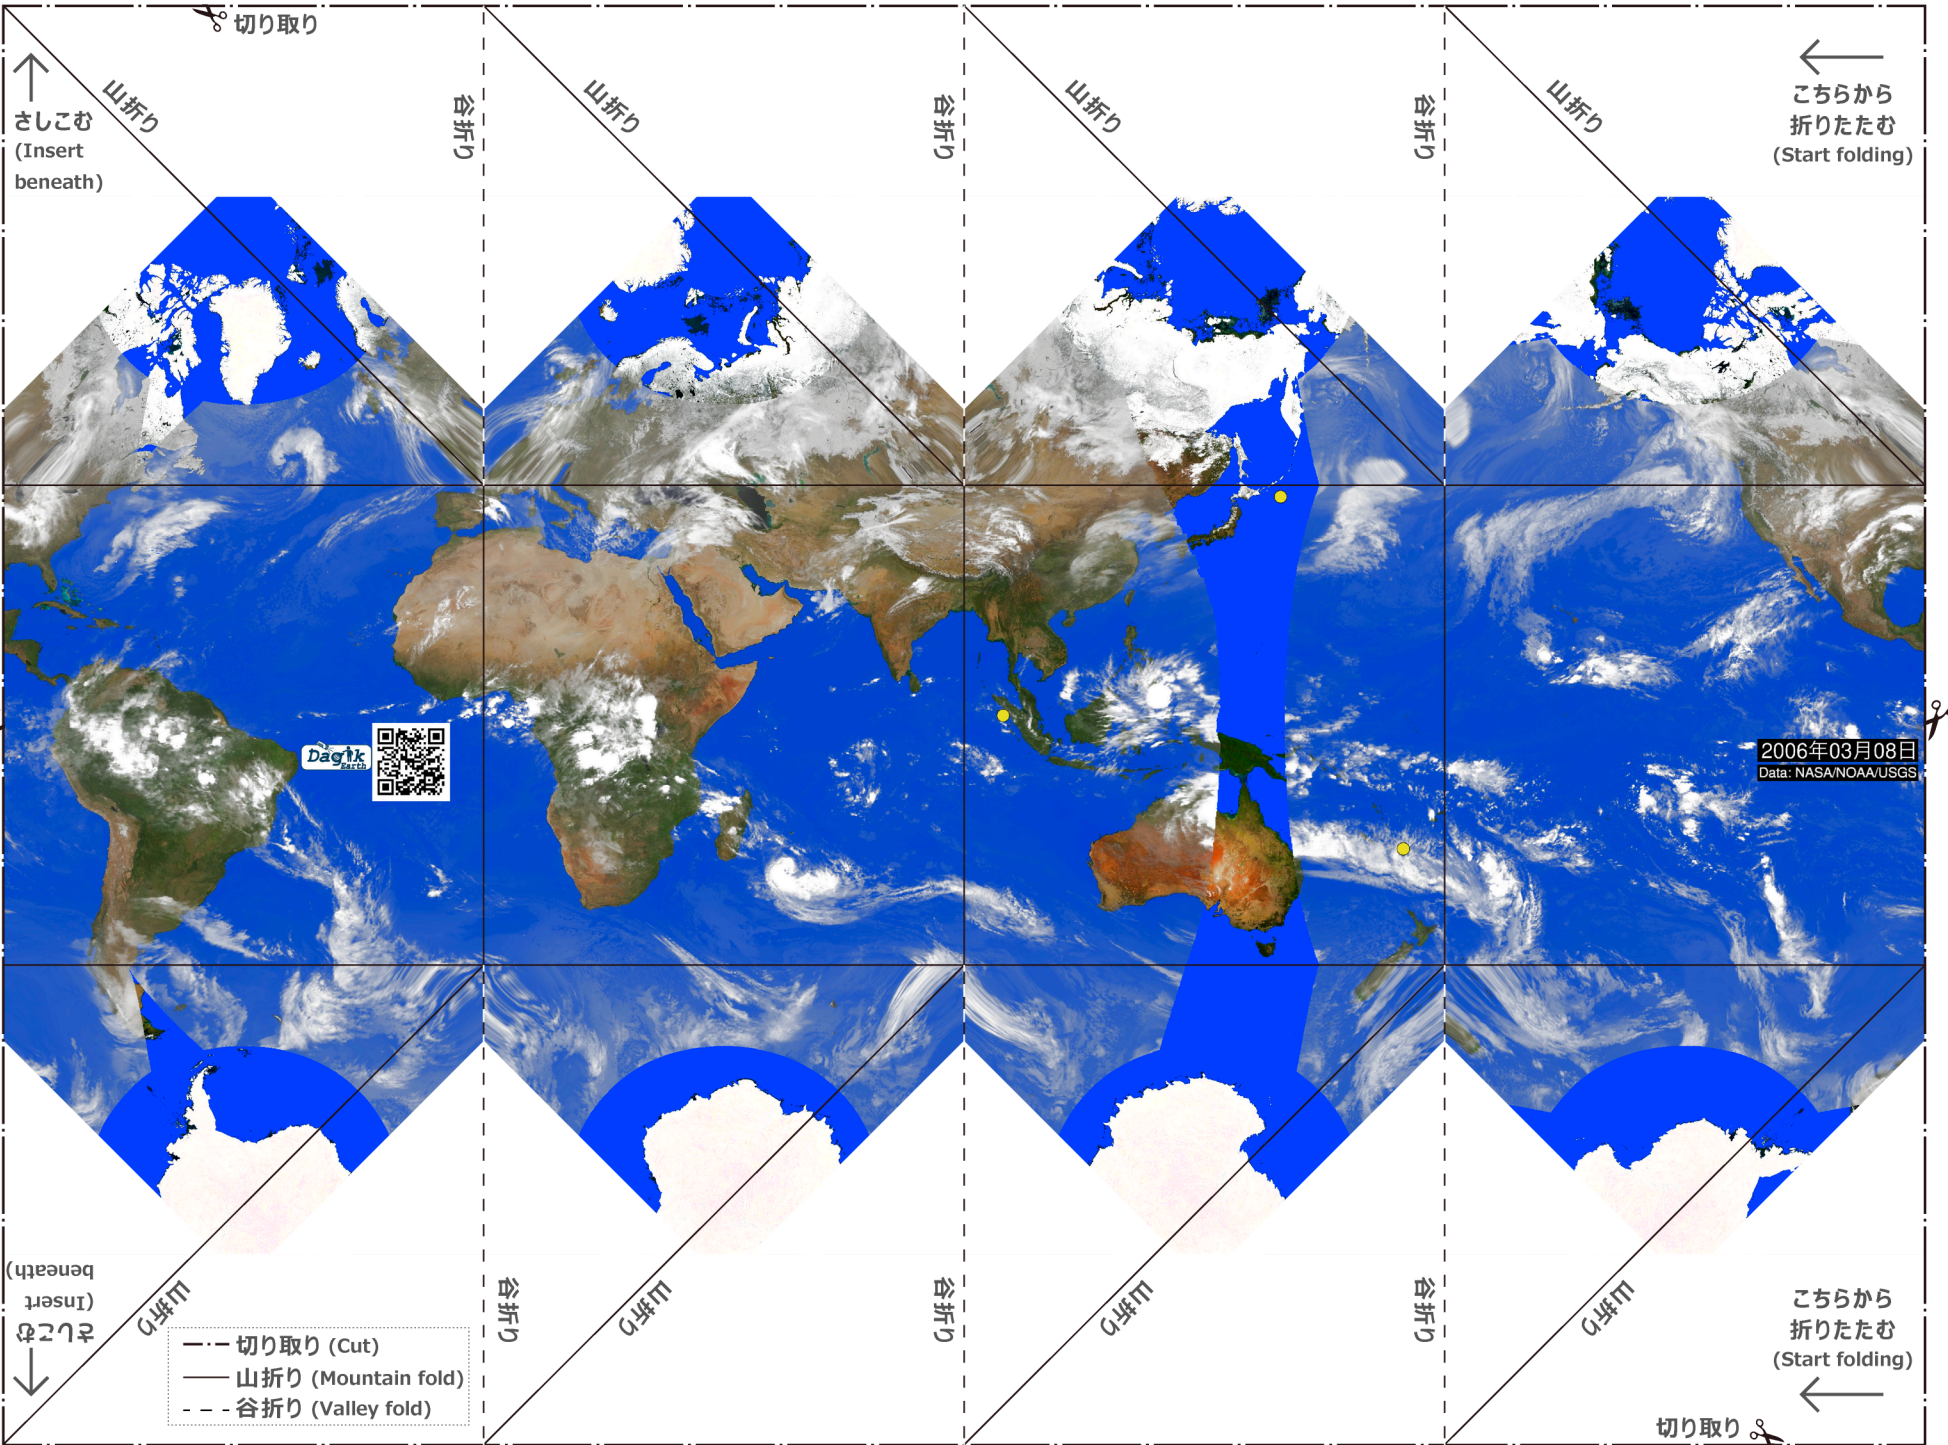 切り取り
山折り
谷折り
山折り
谷折り
山折り
谷折り
山折り
さしこむ
(Insert
beneath)
こちらから
折りたたむ
(Start folding)
Dagik
Earth
2006年03月08日
Data: NASA/NOAA/USGS
さしこむ
(Insert
beneath)
山折り
谷折り
山折り
谷折り
山折り
谷折り
山折り
こちらから
折りたたむ
(Start folding)
切り取り (Cut)
山折り (Mountain fold)
谷折り (Valley fold)
切り取り